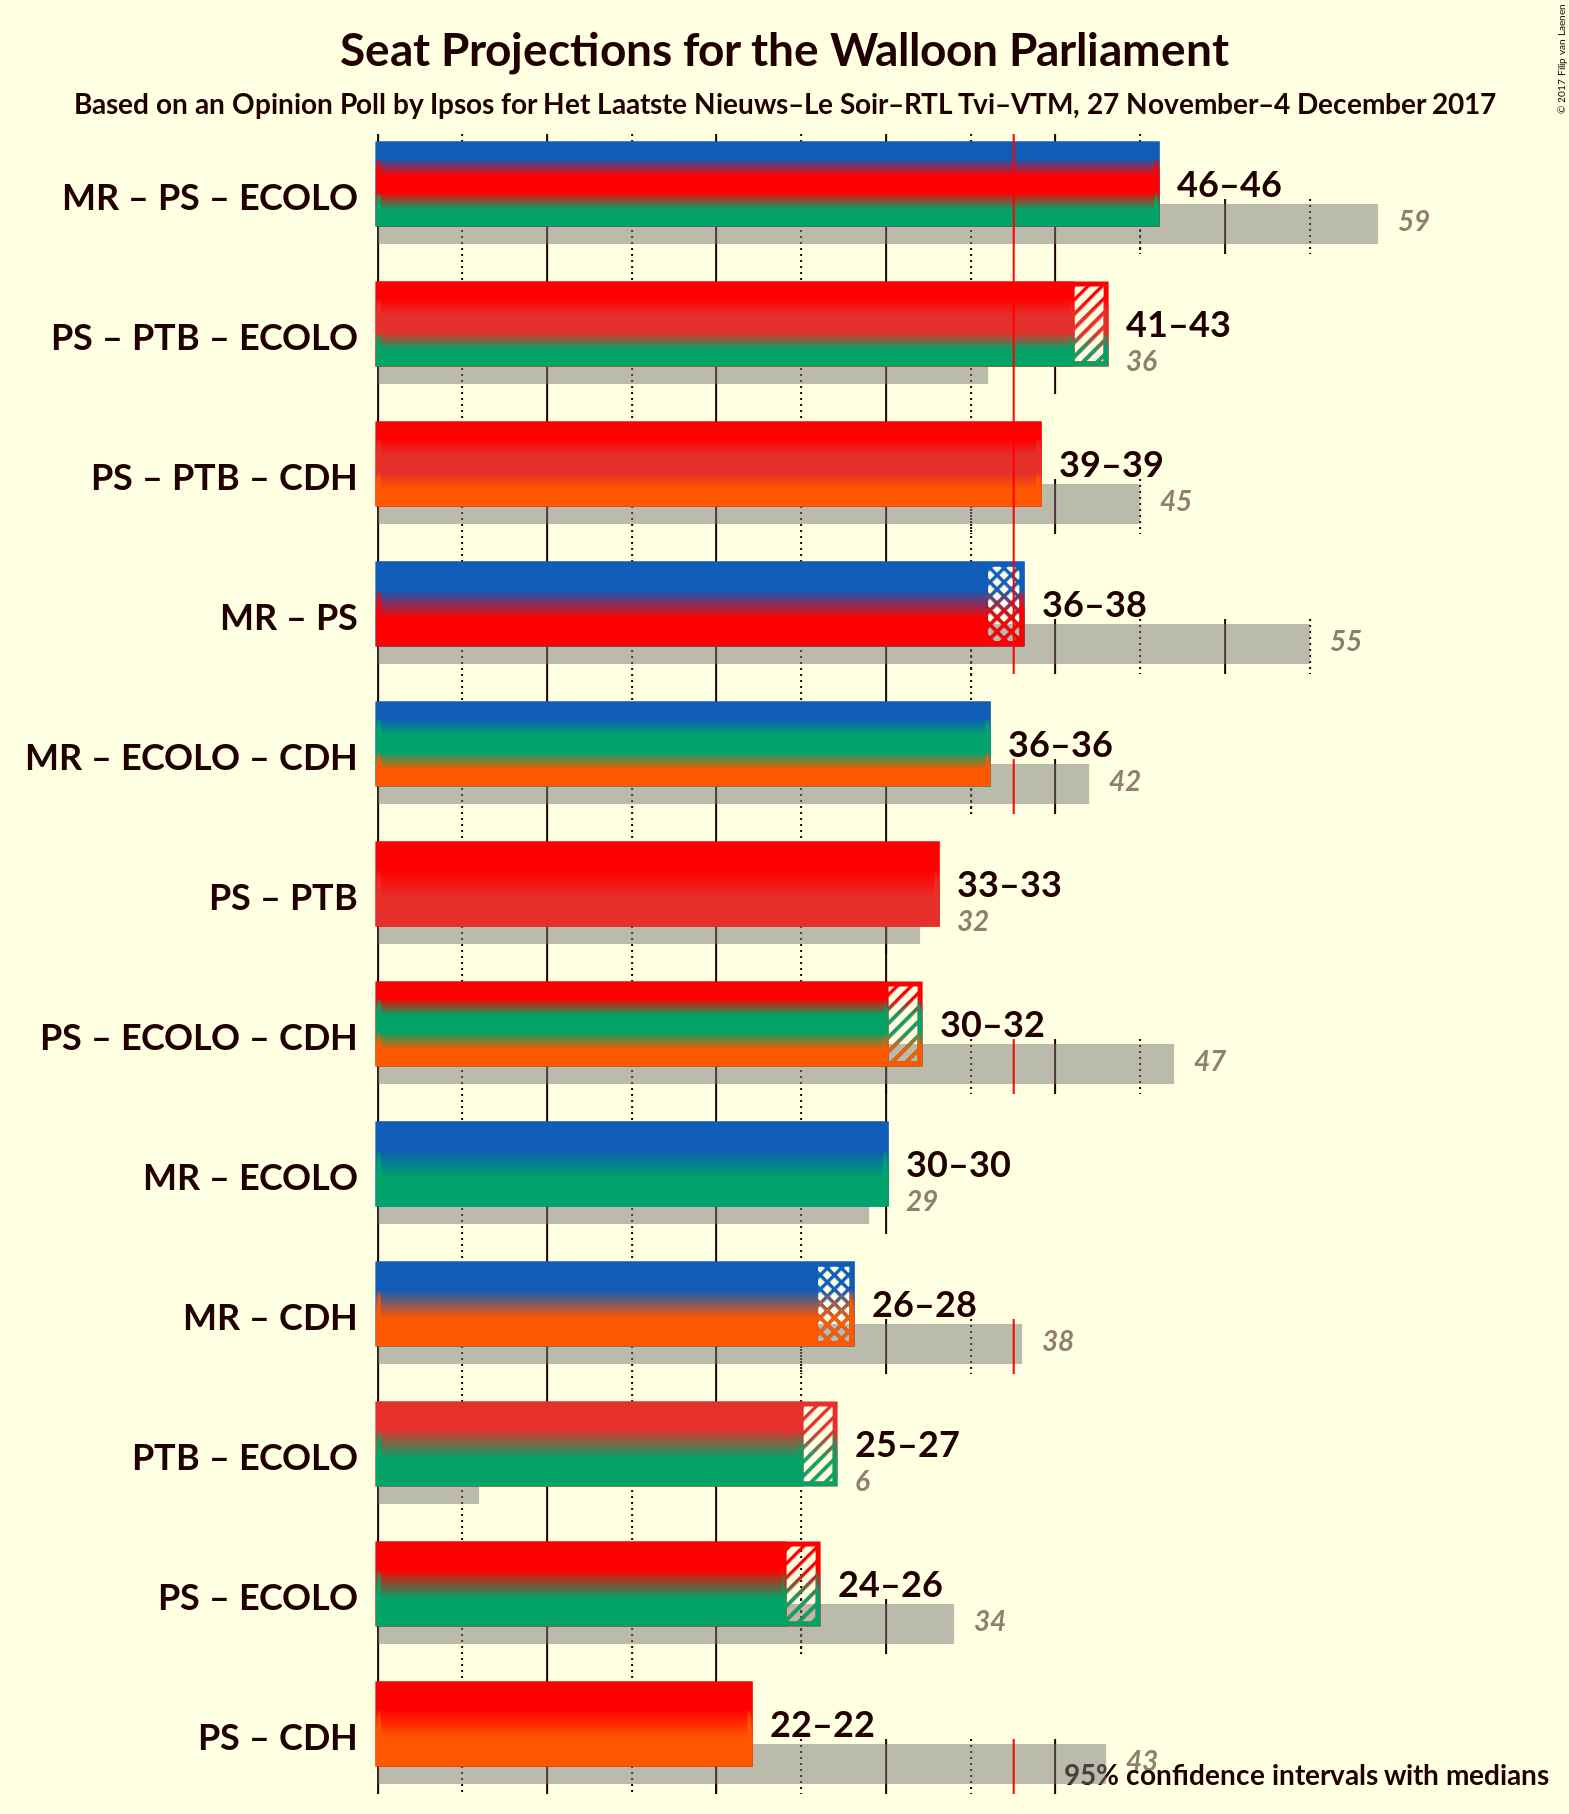 Seat Projections for the Walloon Parliament
Based on an Opinion Poll by Ipsos for Het Laatste Nieuws–Le Soir–RTL Tvi–VTM, 27 November–4 December 2017
© 2017 Filip van Laenen
MR – PS – ECOLO
46–46
59
PS – PTB – ECOLO
41–43
36
PS – PTB – CDH
39–39
45
MR – PS
36–38
55
MR – ECOLO – CDH
36–36
42
PS – PTB
33–33
32
PS – ECOLO – CDH
30–32
47
MR – ECOLO
30–30
29
MR – CDH
26–28
38
PTB – ECOLO
25–27
6
PS – ECOLO
24–26
34
PS – CDH
22–22
43
95% confidence intervals with medians